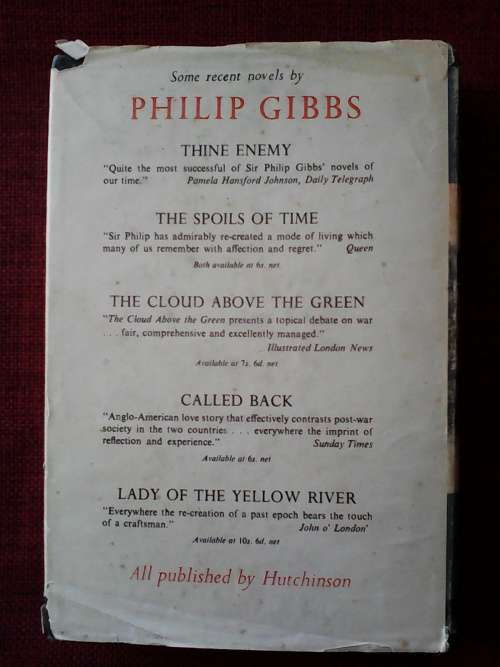 Some recent novels by
PHILIP GIBBS
THINE ENEMY
"Quite the most successful of Sir Philip Gibbs' novels of
our time." Pamela Hansford Johnson, Daily Telegraph
THE SPOILS OF TIME
"Sir Philip has admirably re-created a mode of living which
many of us remember with affection and regret." Queen
Both available at 6s. net
THE CLOUD ABOVE THE GREEN
"The Cloud Above the Green presents a topical debate on war
. . . fair, comprehensive and excellently managed."
Illustrated London News
Available at 7s. 6d. net
CALLED BACK
"Anglo-American love story that effectively contrasts post-war
society in the two countries . . . everywhere the imprint of
reflection and experience." Sunday Times
Available at 6s. net
LADY OF THE YELLOW RIVER
"Everywhere the re-creation of a past epoch bears the touch
of a craftsman." John o' London'
Available at 10s. 6d. net
All published by Hutchinson